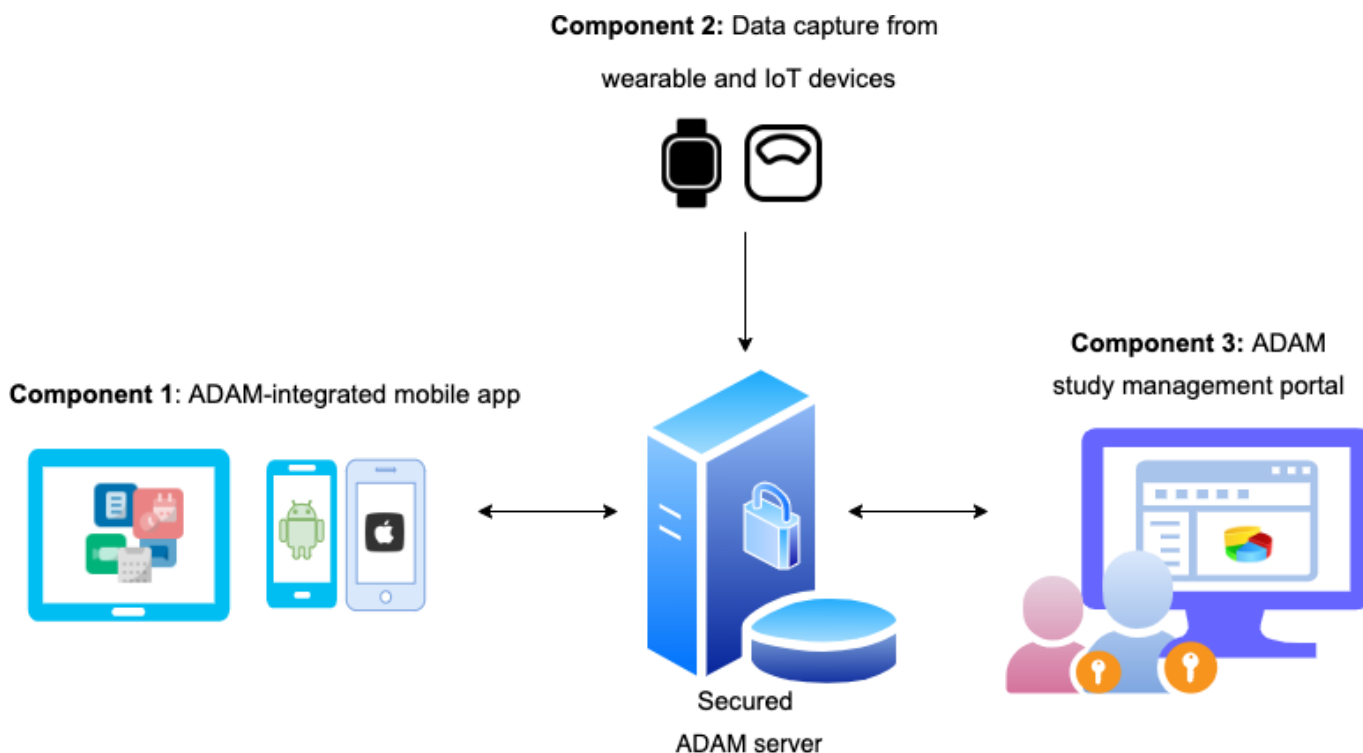 Component 2: Data capture from
wearable and IoT devices
Component 3: ADAM
study management portal
Component 1: ADAM-integrated mobile app
Secured
ADAM server